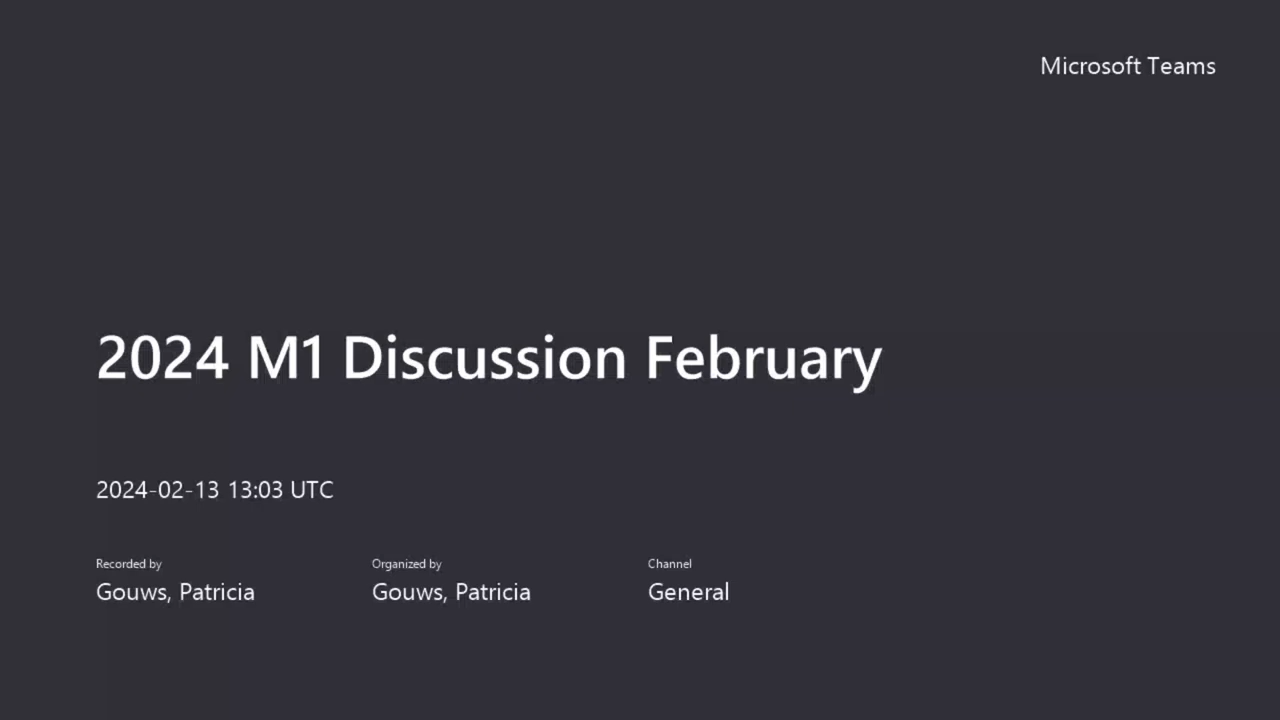 Microsoft Teams
2024 M1 Discussion February
2024-02-13 13:03 UTC
Recorded by
Gouws, Patricia
Organized by
Gouws, Patricia
Channel
General